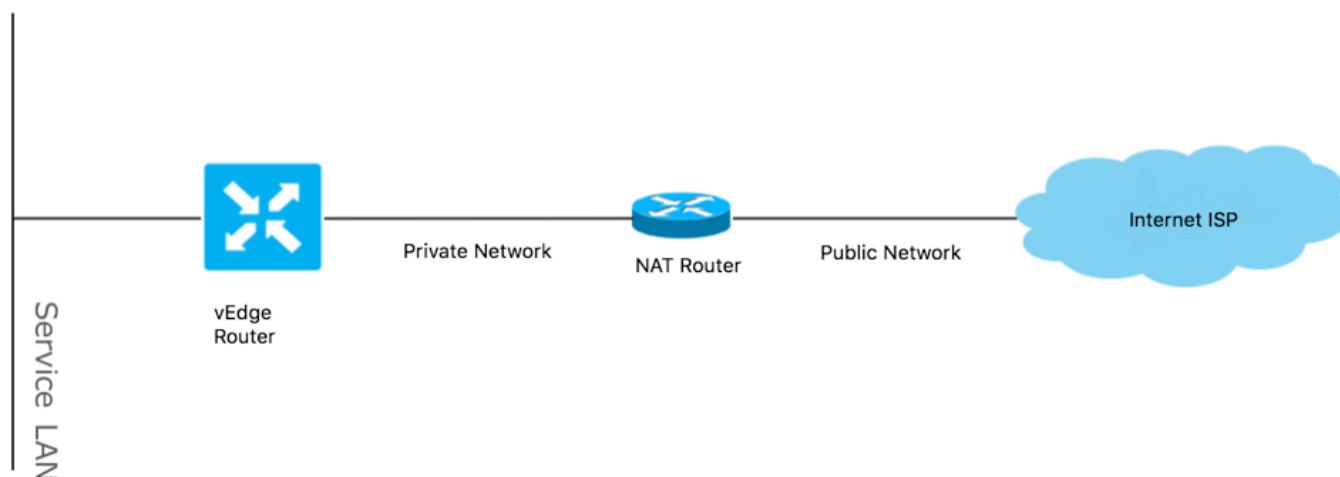 vEdge
Router
Private Network
NAT Router
Public Network
Internet ISP
Service LAN